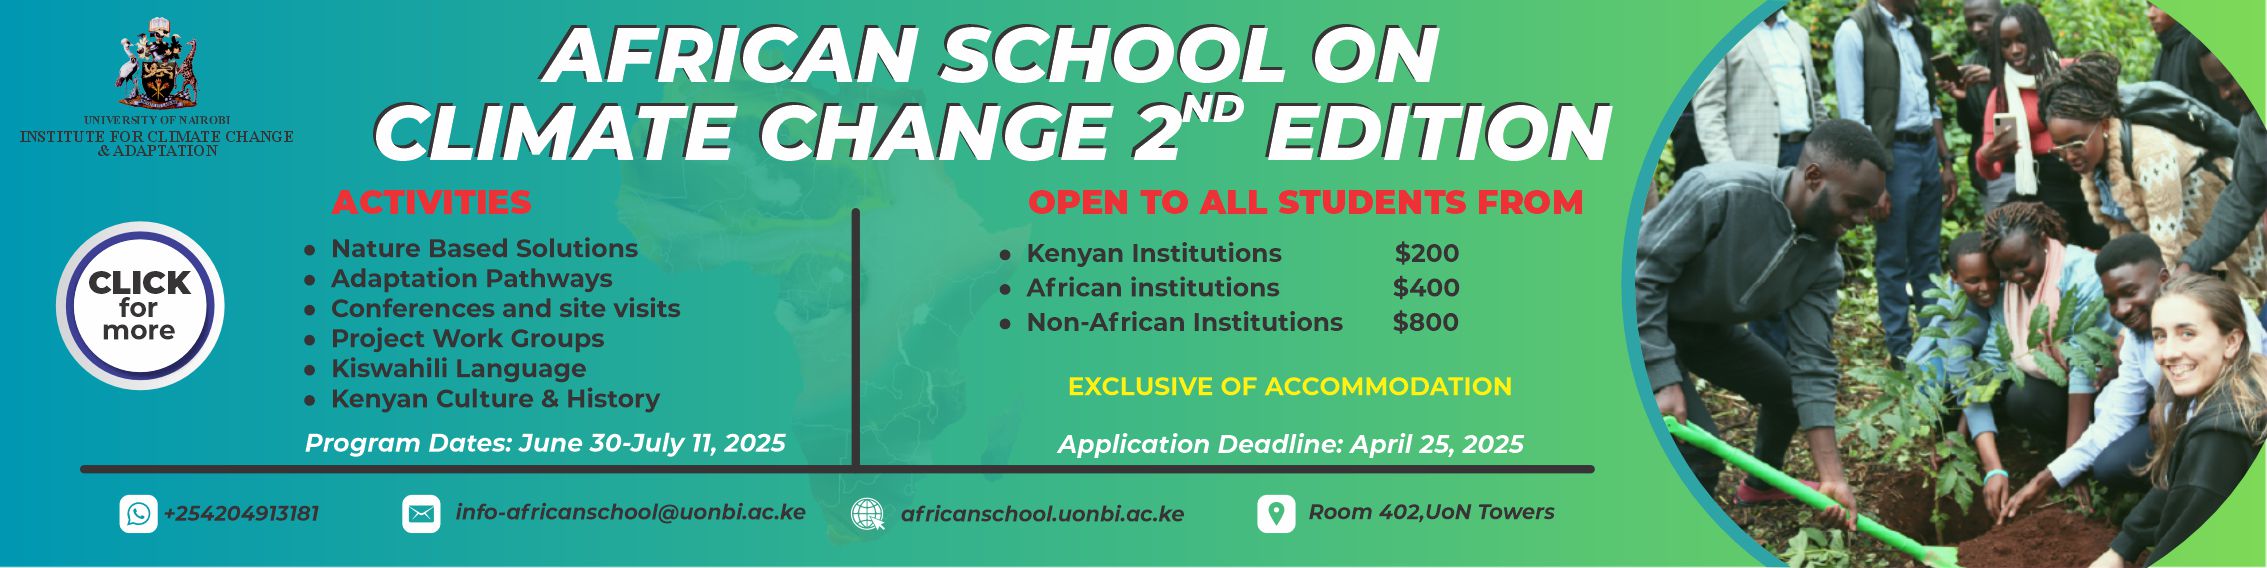 UNIVERSITY OF NAIROBI
INSTITUTE FOR CLIMATE CHANGE
& ADAPTATION
AFRICAN SCHOOL ON
CLIMATE CHANGE 2ND EDITION
CLICK
for
more
ACTIVITIES
• Nature Based Solutions
• Adaptation Pathways
• Conferences and site visits
• Project Work Groups
• Kiswahili Language
• Kenyan Culture & History
Program Dates: June 30-July 11, 2025
OPEN TO ALL STUDENTS FROM
• Kenyan Institutions $200
• African institutions $400
• Non-African Institutions $800
EXCLUSIVE OF ACCOMMODATION
Application Deadline: April 25, 2025
+254204913181
info-africanschool@uonbi.ac.ke
africanschool.uonbi.ac.ke
Room 402,UoN Towers